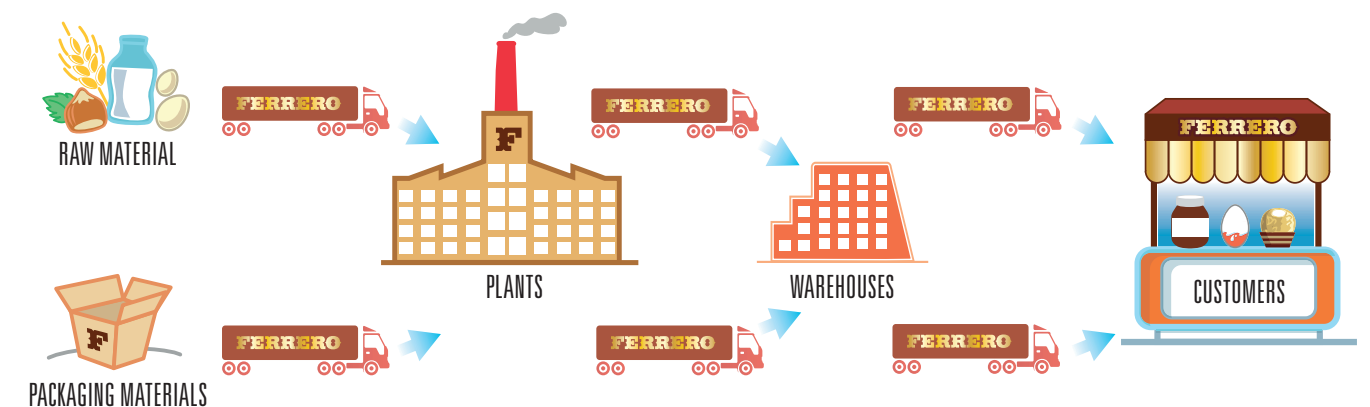 FERRERO
FERRERO
FERRERO
FERRERO
F
RAW MATERIAL
PLANTS
WAREHOUSES
CUSTOMERS
F
FERRERO
FERRERO
FERRERO
PACKAGING MATERIALS